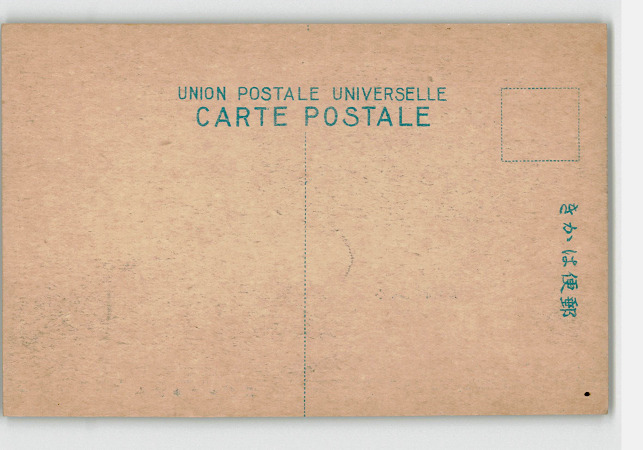 UNION POSTALE UNIVERSELLE
CARTE POSTALE
きかは便郵